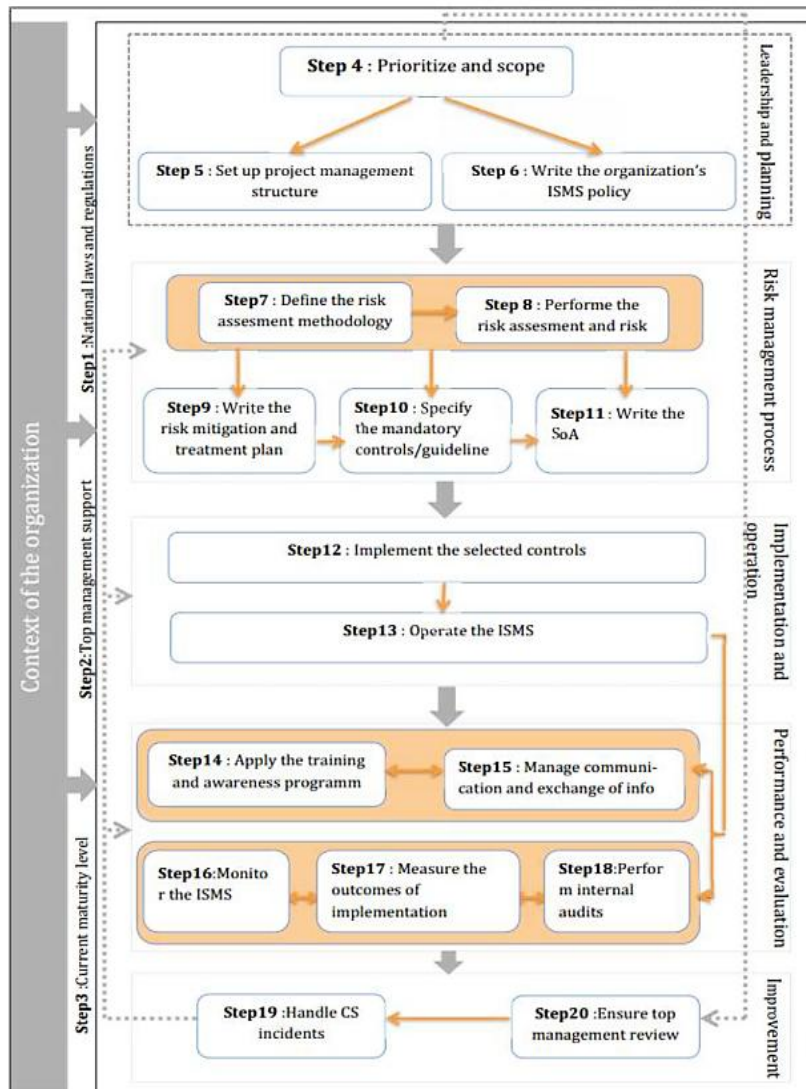 Context of the organization
Step1 :National laws and regulations
Step2:Top management support
Step3 :Current maturity level
Leadership and planning
Step 4 : Prioritize and scope
Step 5 : Set up project management
structure
Step 6 : Write the organization's
ISMS policy
Risk management process
Step7 : Define the risk
assesment methodology
Step 8 : Performe the
risk assesment and risk
Step9 : Write the
risk mitigation and
treatment plan
Step10 : Specify
the mandatory
controls/guideline
Step11 : Write the
SoA
Implementation and
operation
Step12 : Implement the selected controls
Step13 : Operate the ISMS
Performance and evaluation
Step14 : Apply the training
and awareness programm
Step15 : Manage communi-
cation and exchange of info
Step16:Monito
r the ISMS
Step17 : Measure the
outcomes of
implementation
Step18:Perfor
m internal
audits
Improvement
Step19 :Handle CS
incidents
Step20 :Ensure top
management review